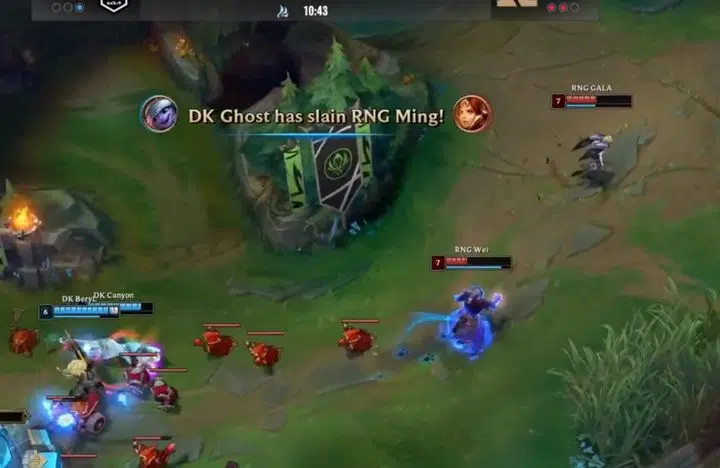 10:43
DK Ghost has slain RNG Ming!
RNG GALA
7
RNG Wei
7
DK Beryl DK Canyon
6